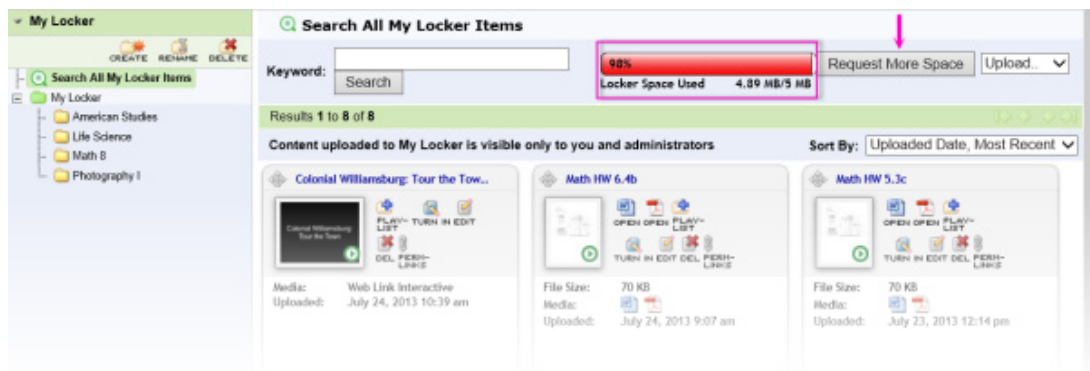 My Locker
CREATE RENAME DELETE
Search All My Locker Items
My Locker
American Studies
Life Science
Math 8
Photography I
Search All My Locker Items
Keyword:
Search
98%
Locker Space Used 4.89 MB/5 MB
Request More Space
Upload..
Results 1 to 8 of 8
Content uploaded to My Locker is visible only to you and administrators
Sort By: Uploaded Date, Most Recent
Colonial Williamsburg: Tour the Tow...
Colonial Williamsburg
Tour the Town
PLAY-LIST TURN IN EDIT
DEL PERM-LINKS
Media: Web Link Interactive
Uploaded: July 24, 2013 10:39 am
Math HW 6.4b
OPEN OPEN PLAY-LIST
TURN IN EDIT DEL PERM-LINKS
File Size: 70 KB
Media:
Uploaded: July 24, 2013 9:07 am
Math HW 5.3c
OPEN OPEN PLAY-LIST
TURN IN EDIT DEL PERM-LINKS
File Size: 70 KB
Media:
Uploaded: July 23, 2013 12:14 pm